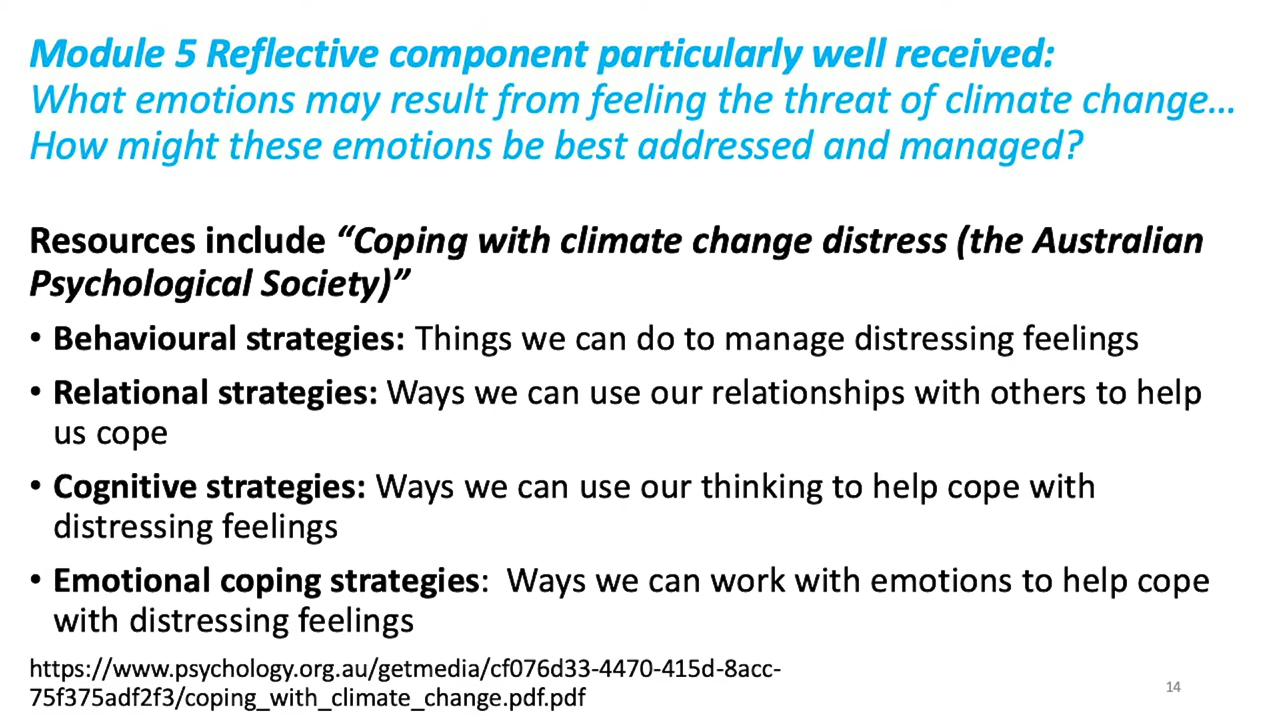 Module 5 Reflective component particularly well received:
What emotions may result from feeling the threat of climate change…
How might these emotions be best addressed and managed?
Resources include “Coping with climate change distress (the Australian
Psychological Society)”
• Behavioural strategies: Things we can do to manage distressing feelings
• Relational strategies: Ways we can use our relationships with others to help
us cope
• Cognitive strategies: Ways we can use our thinking to help cope with
distressing feelings
• Emotional coping strategies:  Ways we can work with emotions to help cope
with distressing feelings
https://www.psychology.org.au/getmedia/cf076d33-4470-415d-8acc-
75f375adf2f3/coping_with_climate_change.pdf.pdf
14